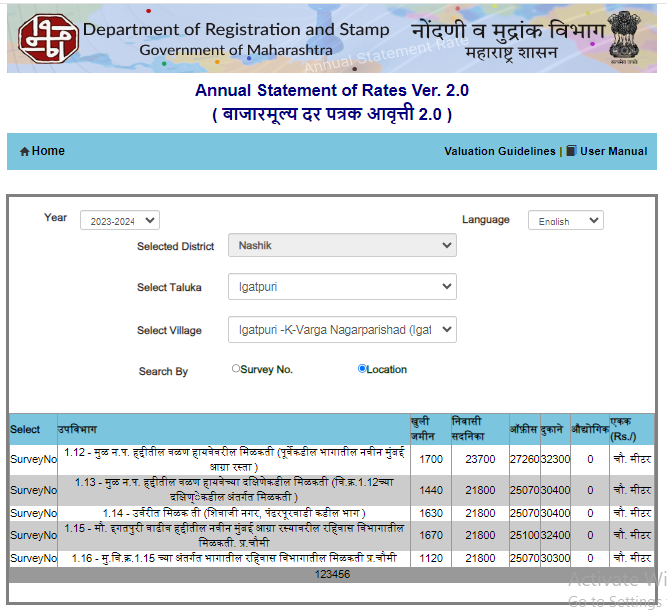 Department of Registration and Stamp
Government of Maharashtra
नोंदणी व मुद्रांक विभाग
महाराष्ट्र शासन
Annual Statement Rate
Annual Statement of Rates Ver. 2.0
( बाजारमूल्य दर पत्रक आवृत्ती 2.0 )
Home
Valuation Guidelines | User Manual
Year 2023-2024 Language English
Selected District Nashik
Select Taluka Igatpuri
Select Village Igatpuri -K-Varga Nagarparishad (Igat
Search By Survey No. Location
Select उपविभाग खुली जमीन निवासी सदनिका ऑफ़ीस दुकाने औद्योगिक एकक (Rs./)
SurveyNo 1.12 - मुळ न.प. हद्दीतील वळण हायवेवरील मिळकती (पूर्वेकडील भागातील नवीन मुंबई आग्रा रस्ता ) 1700 23700 27260 32300 0 चौ. मीटर
SurveyNo 1.13 - मुळ न.प. हद्दीतील वळण हायवेच्या दक्षिणेकडील मिळकती (वि.क्र.1.12च्या दक्षिण्ेकडील अंतर्गत मिळकती ) 1440 21800 25070 30400 0 चौ. मीटर
SurveyNo 1.14 - उर्वरीत मिळकती (शिवाजी नगर, पंढरपूरवाडी कडील भाग ) 1630 21800 25070 30400 0 चौ. मीटर
SurveyNo 1.15 - मौ. इगतपुरी वाढीव हद्दीतील नवीन मुंबई आग्रा रस्यावरील रहिवास विभागातील मिळकती. प्र.चौमी 1670 21800 25100 32400 0 चौ. मीटर
SurveyNo 1.16 - मु.वि.क्र.1.15 च्या अंतर्गत भागातील रहिवास विभागातील मिळकती प्र.चौमी 1120 21800 25070 30300 0 चौ. मीटर
123456
Activate Wi
Go to Settings